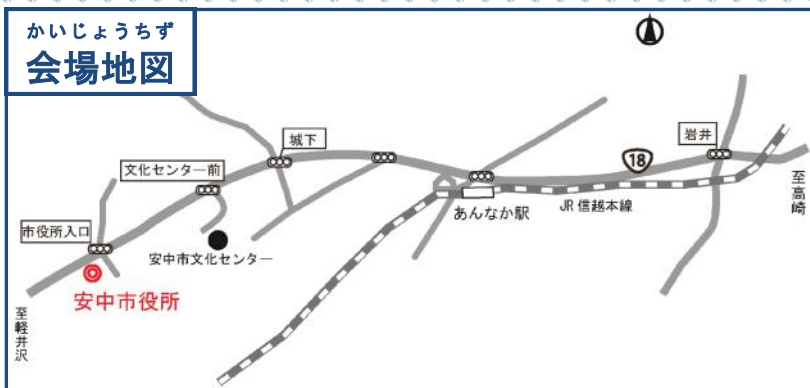 かいじょうちず
会場地図
城下
岩井
18
文化センター前
至高崎
あんなか駅
JR信越本線
市役所入口
安中市文化センター
安中市役所
至軽井沢